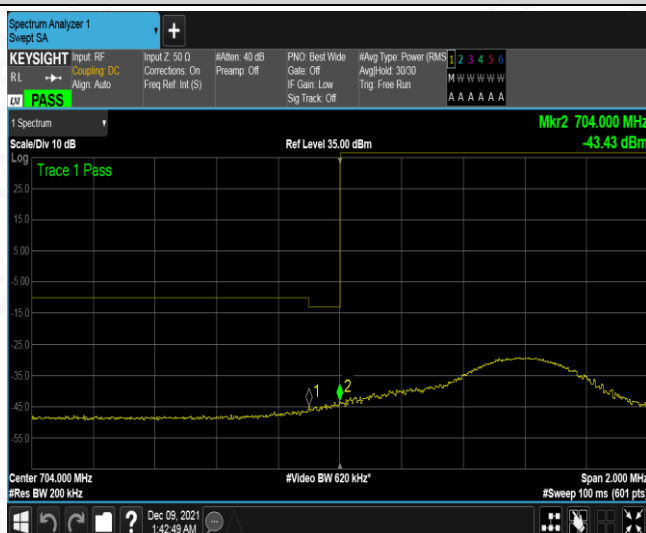 Spectrum Analyzer 1
Swept SA
+
KEYSIGHT
RL
LXI PASS
Input: RF
Coupling: DC
Align: Auto
Input Z: 50 Ω
Corrections: On
Freq Ref: Int (S)
#Atten: 40 dB
Preamp: Off
PNO: Best Wide
Gate: Off
IF Gain: Low
Sig Track: Off
#Avg Type: Power (RMS
Avg|Hold: 30/30
Trig: Free Run
1 2 3 4 5 6
M W W W W W
A A A A A A
1 Spectrum
Mkr2 704.000 MHz
Scale/Div 10 dB
Ref Level 35.00 dBm
-43.43 dBm
Log
Trace 1 Pass
25.0
15.0
5.00
-5.00
-15.0
-25.0
-35.0
1
2
-45.0
-55.0
Center 704.000 MHz
#Video BW 620 kHz*
Span 2.000 MHz
#Res BW 200 kHz
#Sweep 100 ms (601 pts)
?
Dec 09, 2021
1:42:49 AM